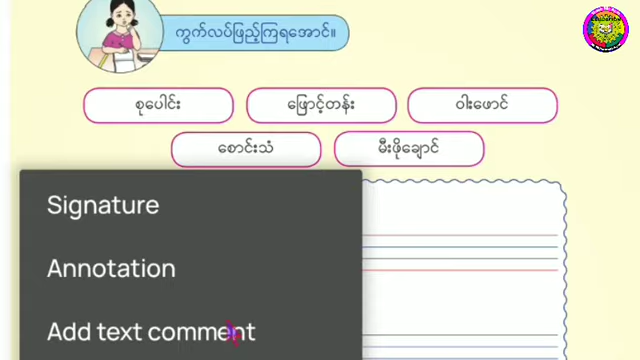 ကွက်လပ်ဖြည့်ကြရအောင်။
စုပေါင်း ဖြောင့်တန်း ဝါးဖောင်
စောင်းသံ မီးဖိုချောင်
Signature
Annotation
Add text comment